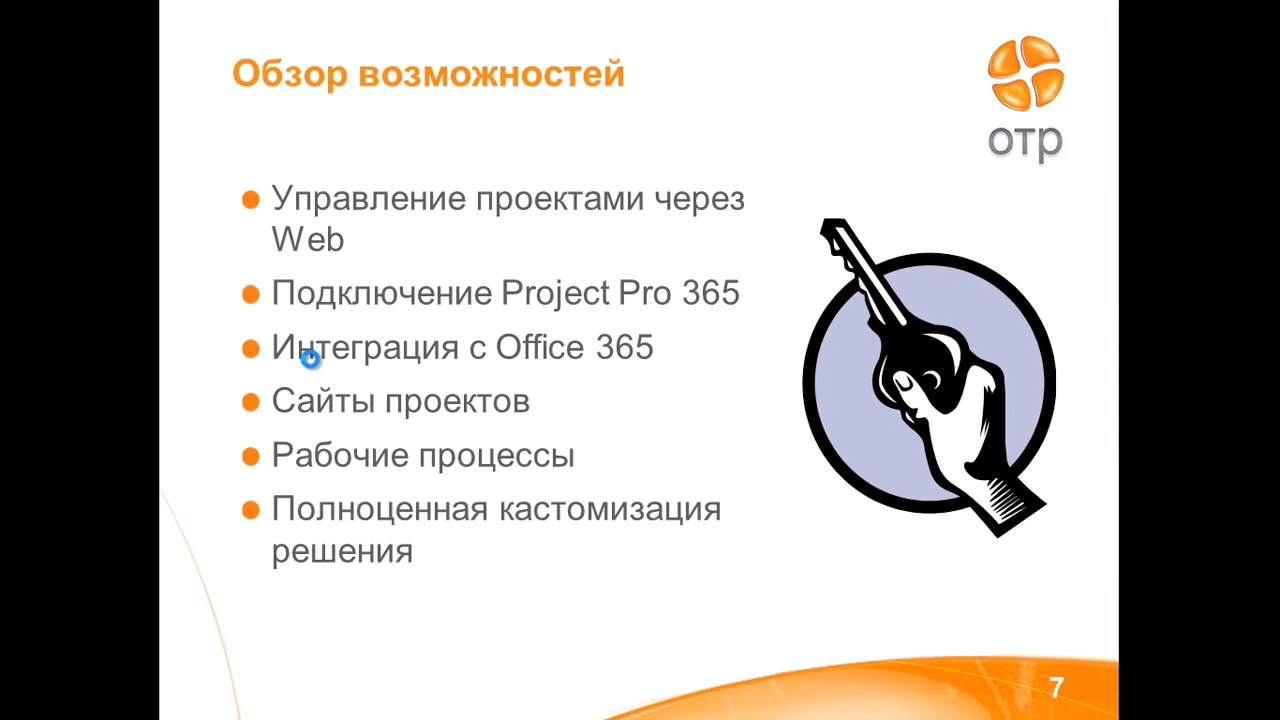 Обзор возможностей
отр
Управление проектами через
Web
Подключение Project Pro 365
Интеграция с Office 365
Сайты проектов
Рабочие процессы
Полноценная кастомизация
решения
7